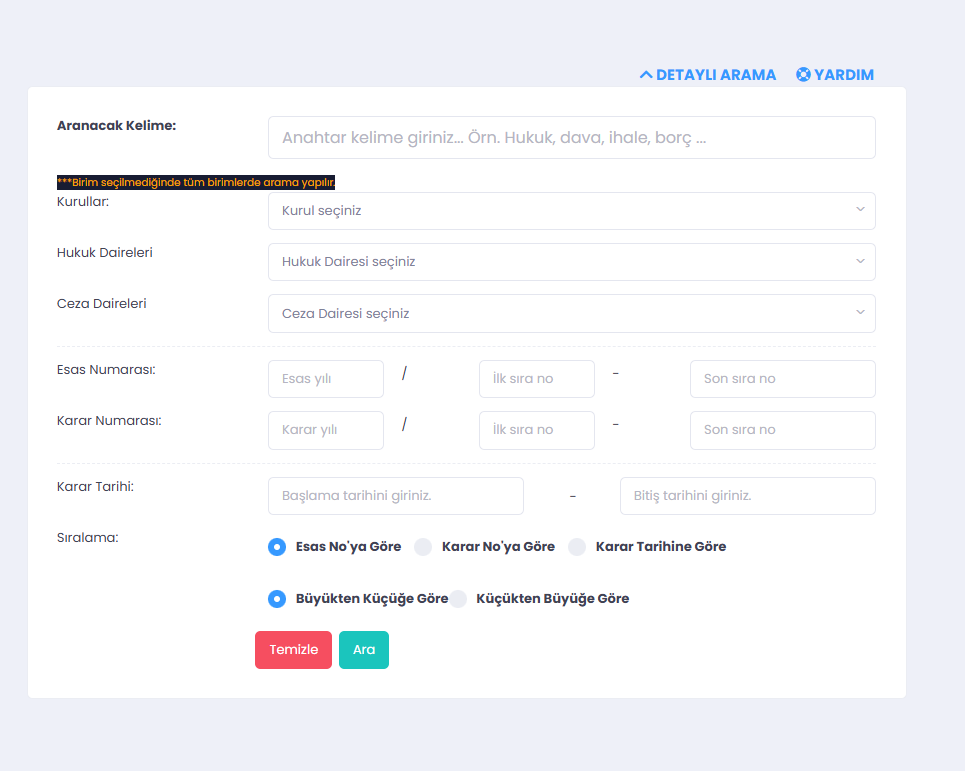 DETAYLI ARAMA YARDIM
Aranacak Kelime: Anahtar kelime giriniz... Örn. Hukuk, dava, ihale, borç ...
***Birim seçilmediğinde tüm birimlerde arama yapılır.
Kurullar: Kurul seçiniz
Hukuk Daireleri Hukuk Dairesi seçiniz
Ceza Daireleri Ceza Dairesi seçiniz
Esas Numarası: Esas yılı / İlk sıra no - Son sıra no
Karar Numarası: Karar yılı / İlk sıra no - Son sıra no
Karar Tarihi: Başlama tarihini giriniz. - Bitiş tarihini giriniz.
Sıralama: Esas No'ya Göre Karar No'ya Göre Karar Tarihine Göre
Büyükten Küçüğe Göre Küçükten Büyüğe Göre
Temizle Ara